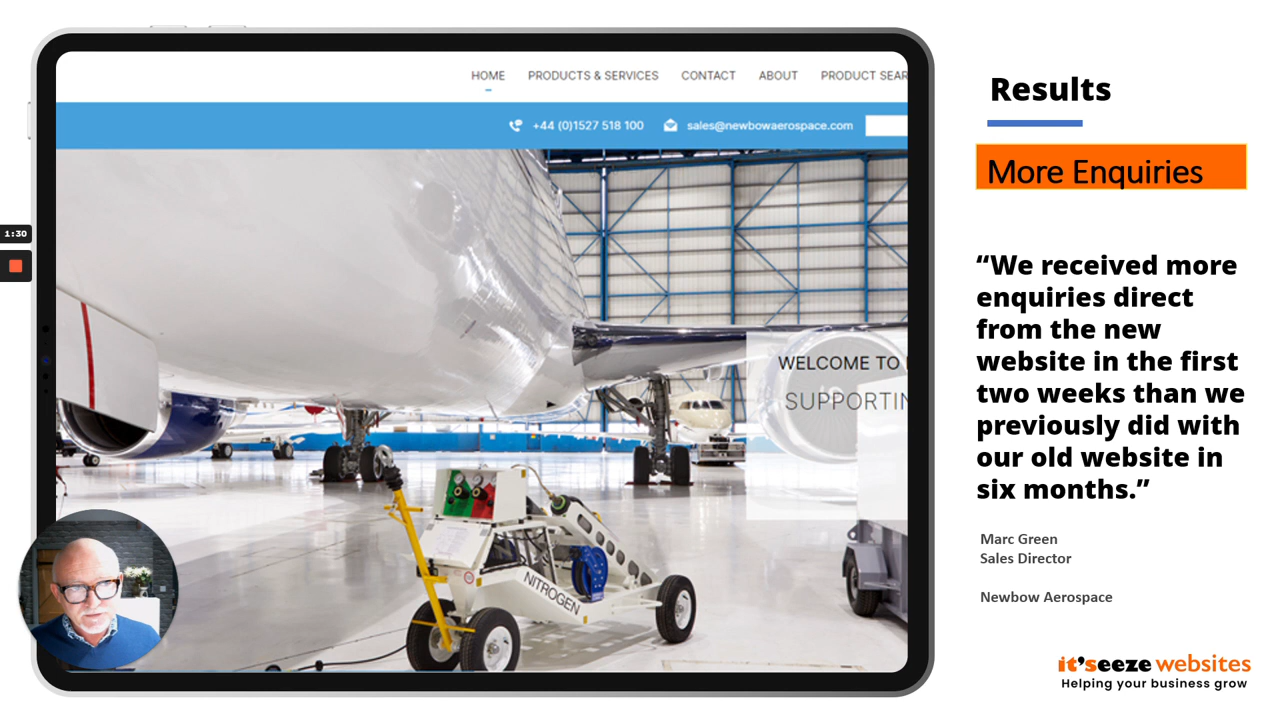 HOME PRODUCTS & SERVICES CONTACT ABOUT PRODUCT SEAR
+44 (0)1527 518 100 sales@newbowaerospace.com
WELCOME TO
SUPPORTIN
NITROGEN
1:30
Results
More Enquiries
“We received more
enquiries direct
from the new
website in the first
two weeks than we
previously did with
our old website in
six months.”
Marc Green
Sales Director
Newbow Aerospace
it'seeze websites
Helping your business grow